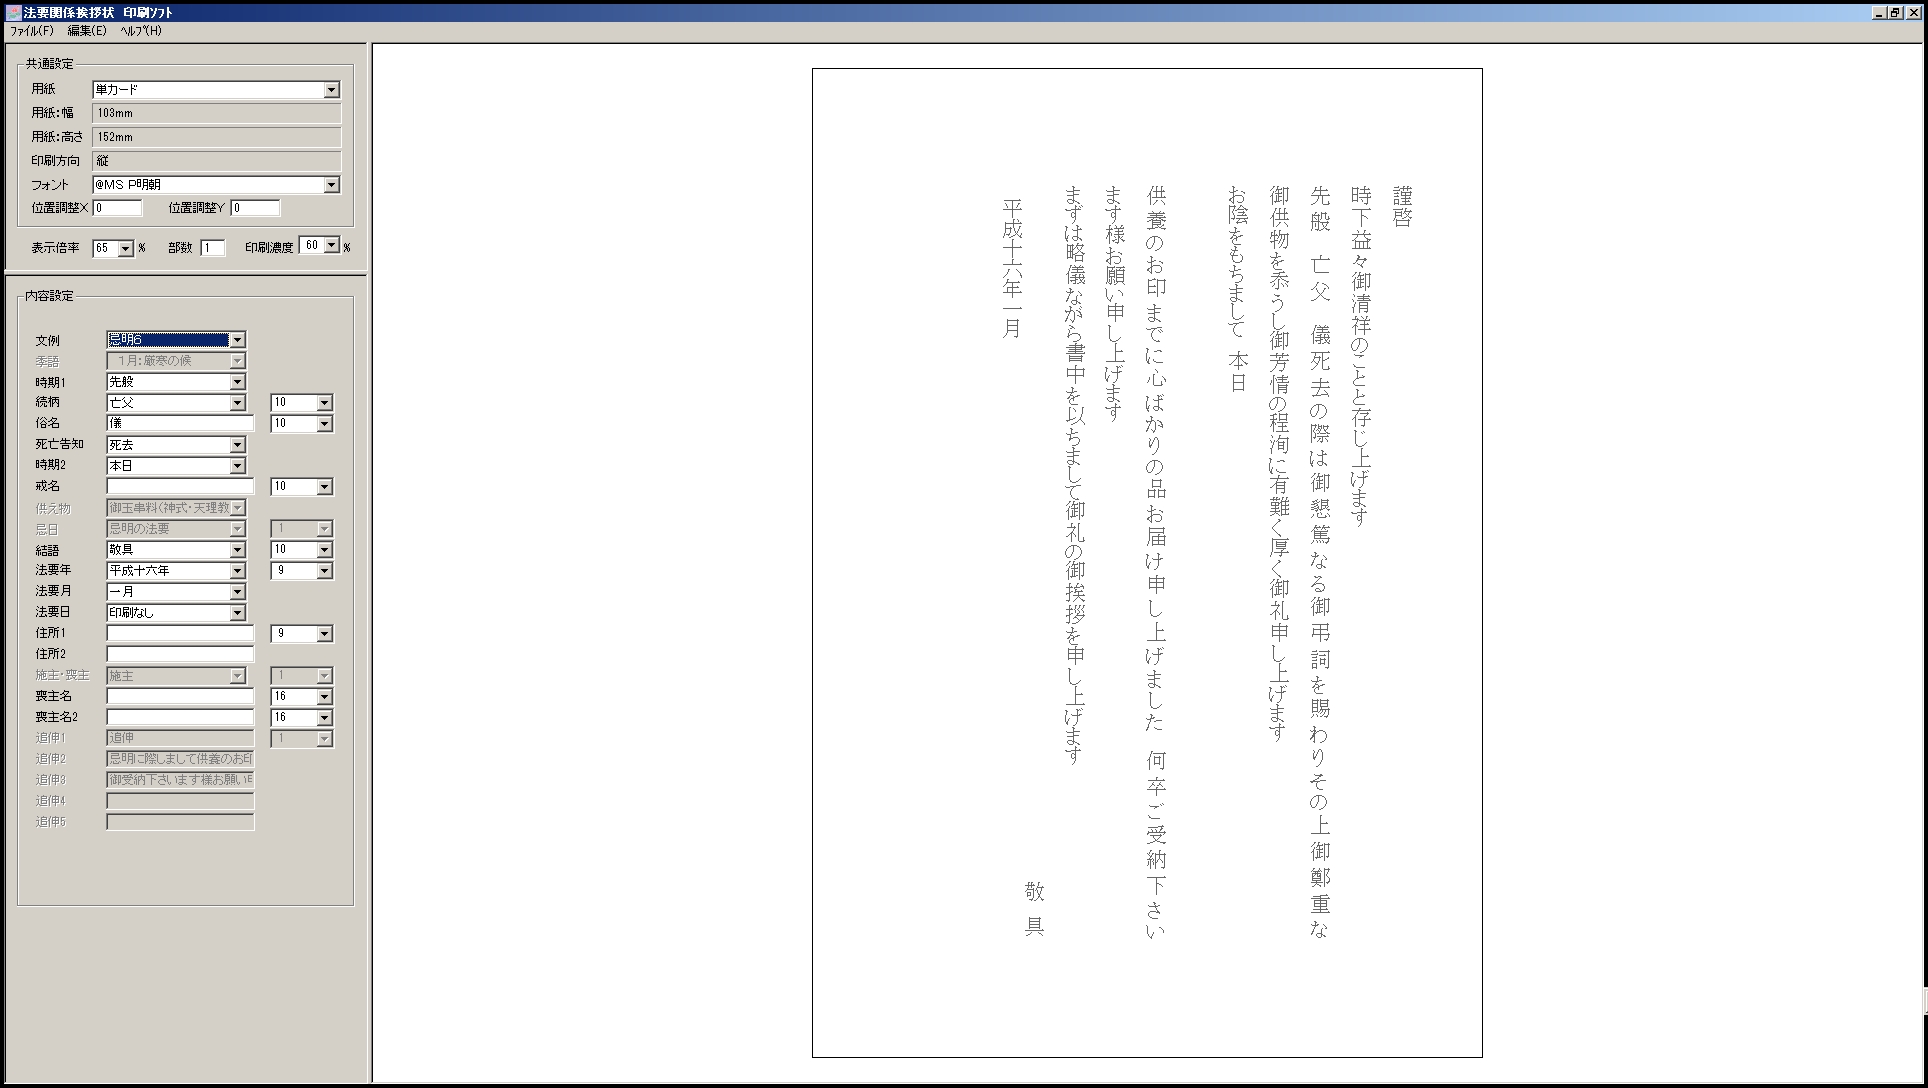 法要関係挨拶状 印刷ソフト
ファイル(F) 編集(E) ヘルプ(H)
共通設定
用紙 単カード
用紙:幅 103mm
用紙:高さ 152mm
印刷方向 縦
フォント @MS P明朝
位置調整X 0 位置調整Y 0
表示倍率 65 % 部数 1 印刷濃度 60 %
内容設定
文例 忌明6
季語 1月:厳寒の候
時期1 先般
続柄 亡父 10
俗名 儀 10
死亡告知 死去
時期2 本日
戒名 10
供え物 御玉串料(神式・天理教
忌日 忌明の法要 1
結語 敬具 10
法要年 平成十六年 9
法要月 一月
法要日 印刷なし
住所1 9
住所2
施主・喪主 施主 1
喪主名 16
喪主名2 16
追伸1 追伸 1
追伸2 忌明に際しまして供養のお印
追伸3 御受納下さいます様お願い
追伸4
追伸5
謹啓
時下益々御清祥のことと存じ上げます
先般 亡父 儀死去の際は御懇篤なる御弔詞を賜わりその上御鄭重な
御供物を忝うし御芳情の程洵に有難く厚く御礼申し上げます
お陰をもちまして 本日
供養のお印までに心ばかりの品お届け申し上げました 何卒ご受納下さい
ます様お願い申し上げます
まずは略儀ながら書中を以ちまして御礼の御挨拶を申し上げます
敬具
平成十六年一月